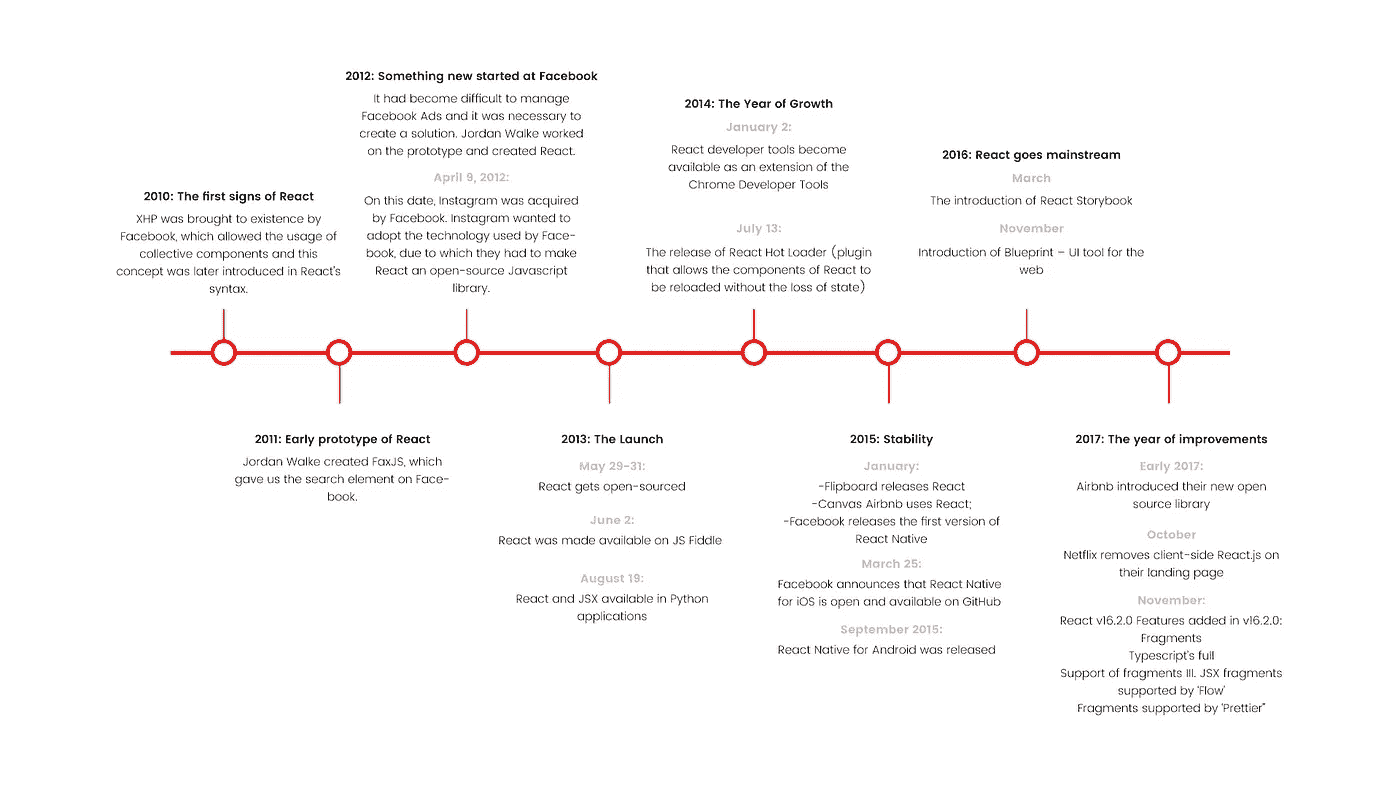 2010: The first signs of React
XHP was brought to existence by
Facebook, which allowed the usage of
collective components and this
concept was later introduced in React's
syntax.
2012: Something new started at Facebook
It had become difficult to manage
Facebook Ads and it was necessary to
create a solution. Jordan Walke worked
on the prototype and created React.
April 9, 2012:
On this date, Instagram was acquired
by Facebook. Instagram wanted to
adopt the technology used by Face-
book, due to which they had to make
React an open-source Javascript
library.
2014: The Year of Growth
January 2:
React developer tools become
available as an extension of the
Chrome Developer Tools
July 13:
The release of React Hot Loader (plugin
that allows the components of React to
be reloaded without the loss of state)
2016: React goes mainstream
March
The introduction of React Storybook
November
Introduction of Blueprint – UI tool for the
web
2011: Early prototype of React
Jordan Walke created FaxJS, which
gave us the search element on Face-
book.
2013: The Launch
May 29-31:
React gets open-sourced
June 2:
React was made available on JS Fiddle
August 19:
React and JSX available in Python
applications
2015: Stability
January:
-Flipboard releases React
-Canvas Airbnb uses React;
-Facebook releases the first version of
React Native
March 25:
Facebook announces that React Native
for iOS is open and available on GitHub
September 2015:
React Native for Android was released
2017: The year of improvements
Early 2017:
Airbnb introduced their new open
source library
October
Netflix removes client-side React.js on
their landing page
November:
React v16.2.0 Features added in v16.2.0:
Fragments
Typescript's full
Support of fragments III. JSX fragments
supported by 'Flow'
Fragments supported by 'Prettier"